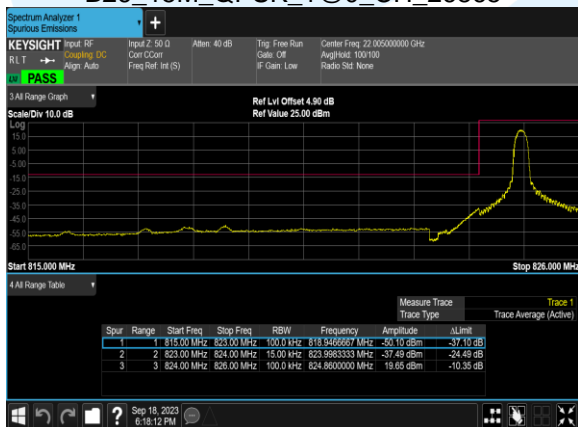 Spectrum Analyzer 1
Spurious Emissions
KEYSIGHT Input: RF Input Z: 50 Ω Atten: 40 dB Trig: Free Run Center Freq: 22.005000000 GHz
RLT Coupling: DC Corr CCorr Gate: Off Avg|Hold: 100/100
Align: Auto Freq Ref: Int (S) IF Gain: Low Radio Std: None
PASS
3 All Range Graph
Ref Lvl Offset 4.90 dB
Scale/Div 10.0 dB Ref Value 25.00 dBm
Log
15.0
5.00
-5.00
-15.0
-25.0
-35.0
-45.0
-55.0
-65.0
Start 815.000 MHz Stop 826.000 MHz
4 All Range Table
Measure Trace Trace 1
Trace Type Trace Average (Active)
Spur Range Start Freq Stop Freq RBW Frequency Amplitude ΔLimit
1 1 815.00 MHz 823.00 MHz 100.0 kHz 818.9466667 MHz -50.10 dBm -37.10 dB
2 2 823.00 MHz 824.00 MHz 15.00 kHz 823.9983333 MHz -37.49 dBm -24.49 dB
3 3 824.00 MHz 826.00 MHz 100.0 kHz 824.8600000 MHz 19.65 dBm -10.35 dB
? Sep 18, 2023
6:18:12 PM